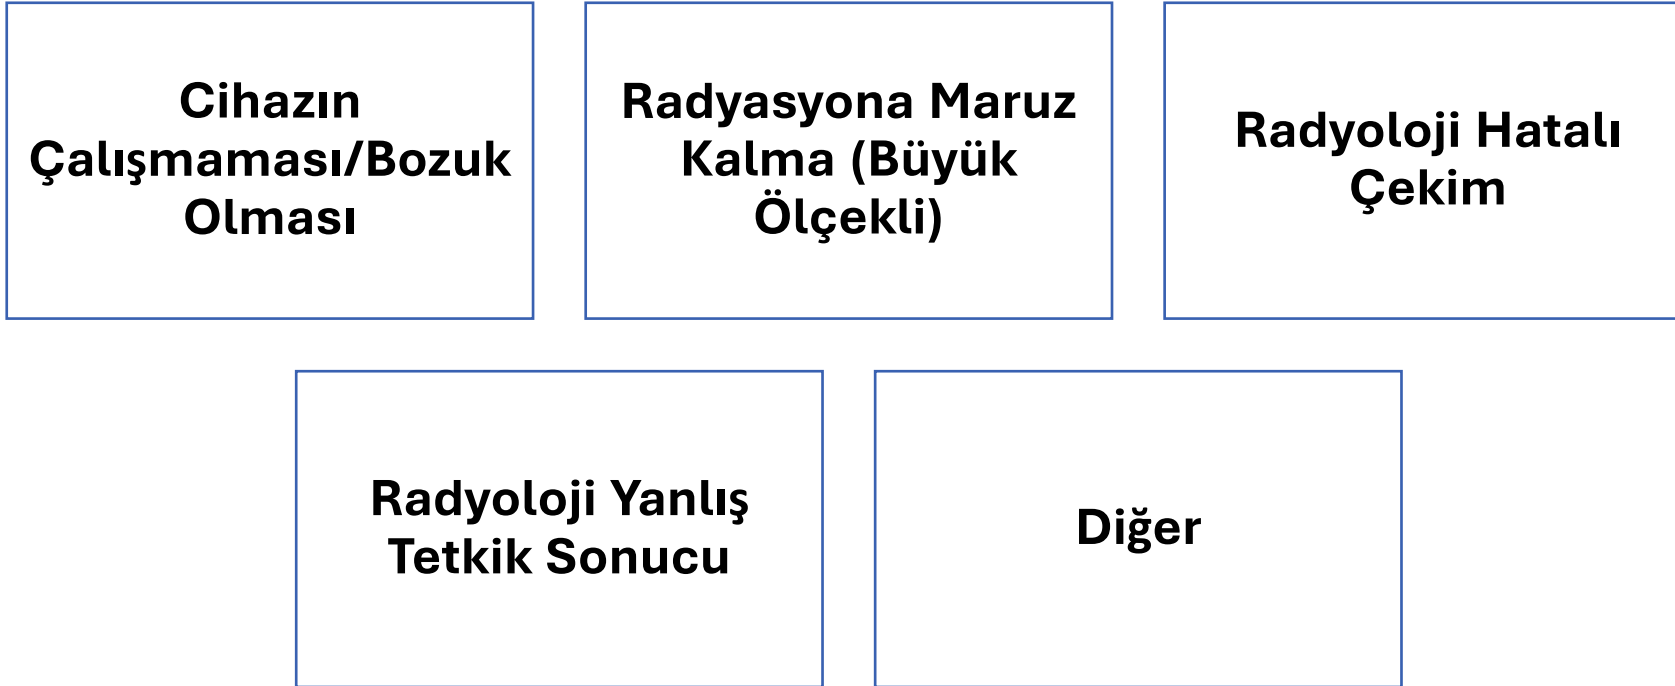 Cihazın
Çalışmaması/Bozuk
Olması
Radyasyona Maruz
Kalma (Büyük
Ölçekli)
Radyoloji Hatalı
Çekim
Radyoloji Yanlış
Tetkik Sonucu
Diğer